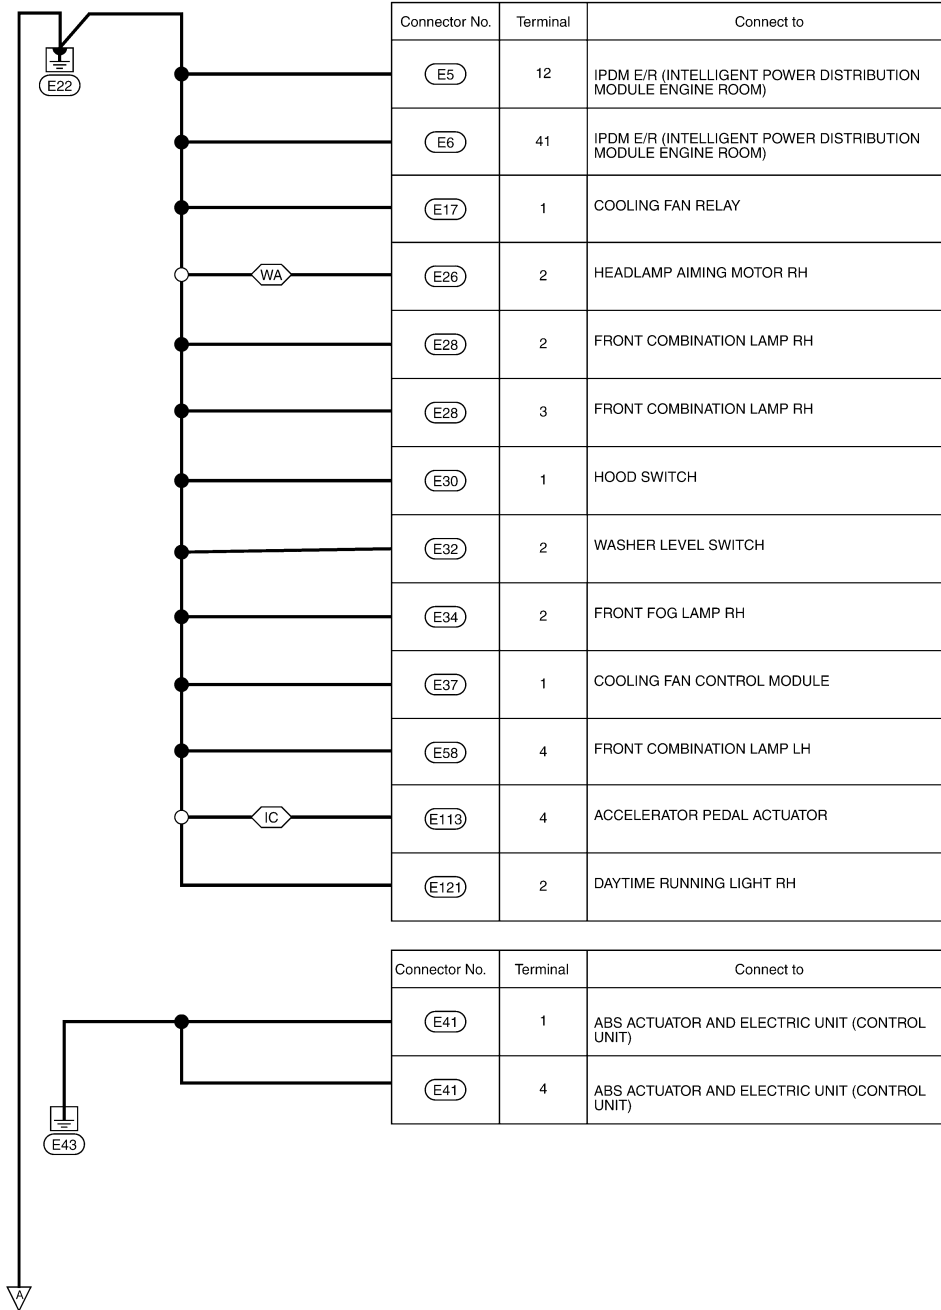 Connector No. Terminal Connect to
E22
E5 12 IPDM E/R (INTELLIGENT POWER DISTRIBUTION
MODULE ENGINE ROOM)
E6 41 IPDM E/R (INTELLIGENT POWER DISTRIBUTION
MODULE ENGINE ROOM)
E17 1 COOLING FAN RELAY
WA E26 2 HEADLAMP AIMING MOTOR RH
E28 2 FRONT COMBINATION LAMP RH
E28 3 FRONT COMBINATION LAMP RH
E30 1 HOOD SWITCH
E32 2 WASHER LEVEL SWITCH
E34 2 FRONT FOG LAMP RH
E37 1 COOLING FAN CONTROL MODULE
E58 4 FRONT COMBINATION LAMP LH
IC E113 4 ACCELERATOR PEDAL ACTUATOR
E121 2 DAYTIME RUNNING LIGHT RH
Connector No. Terminal Connect to
E41 1 ABS ACTUATOR AND ELECTRIC UNIT (CONTROL
UNIT)
E41 4 ABS ACTUATOR AND ELECTRIC UNIT (CONTROL
UNIT)
E43
A